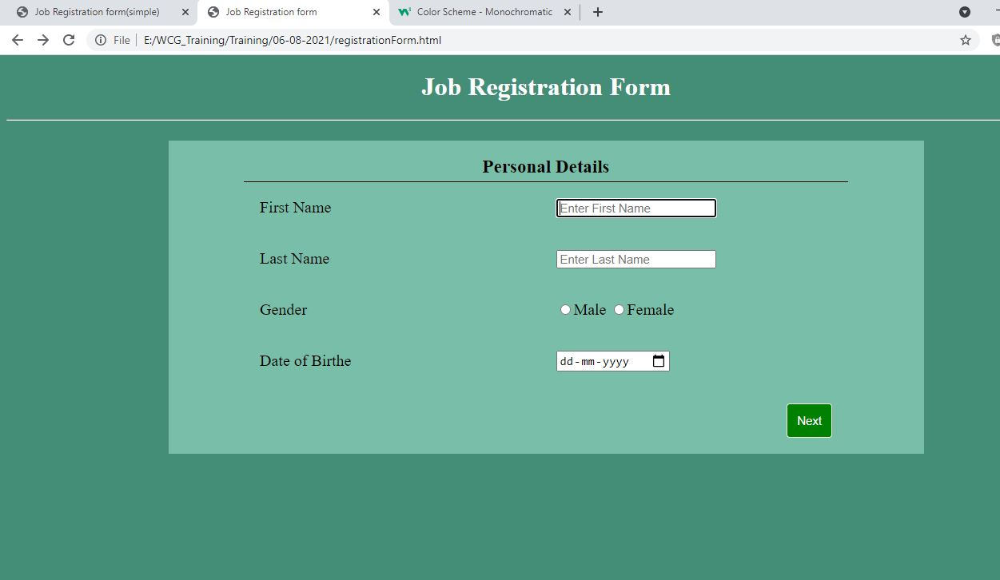 Job Registration form(simple)
Job Registration form
Color Scheme - Monochromatic
File
E:/WCG_Training/Training/06-08-2021/registrationForm.html
Job Registration Form
Personal Details
First Name
Enter First Name
Last Name
Enter Last Name
Gender
Male Female
Date of Birthe
dd-mm-yyyy
Next